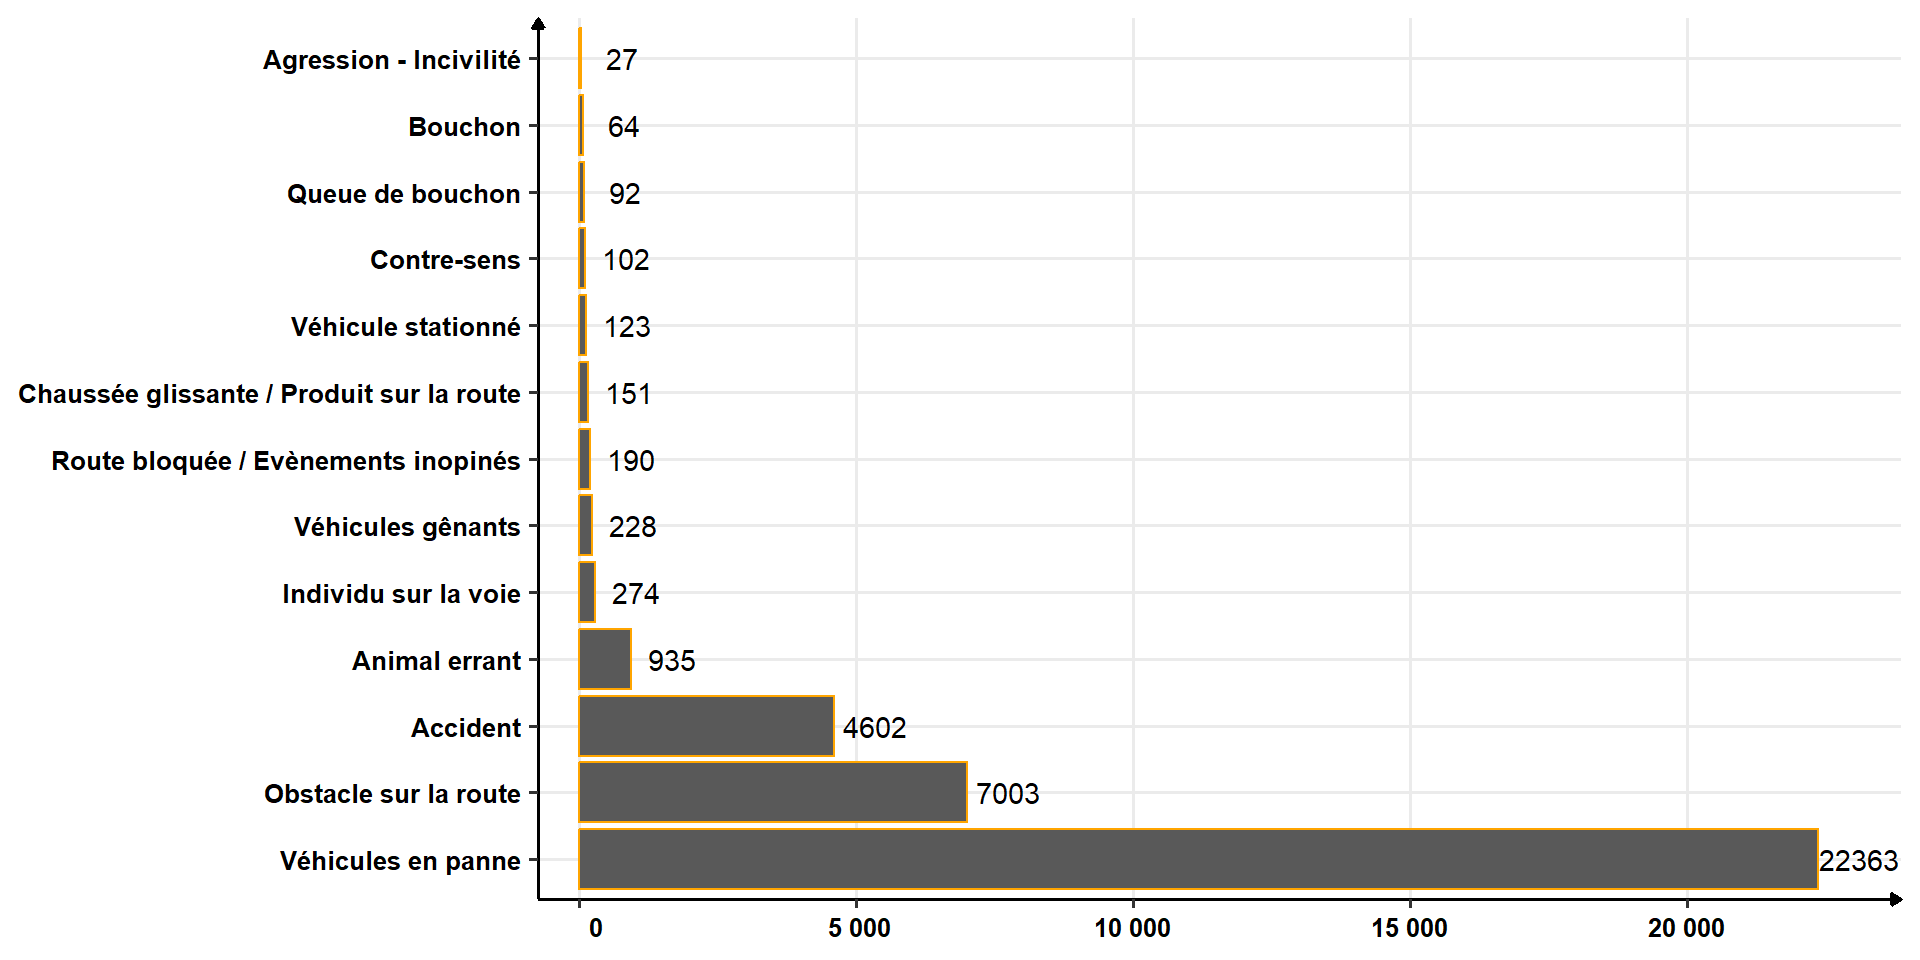 Agression - Incivilité 27
Bouchon 64
Queue de bouchon 92
Contre-sens 102
Véhicule stationné 123
Chaussée glissante / Produit sur la route 151
Route bloquée / Evènements inopinés 190
Véhicules gênants 228
Individu sur la voie 274
Animal errant 935
Accident 4602
Obstacle sur la route 7003
Véhicules en panne 22363
0 5 000 10 000 15 000 20 000